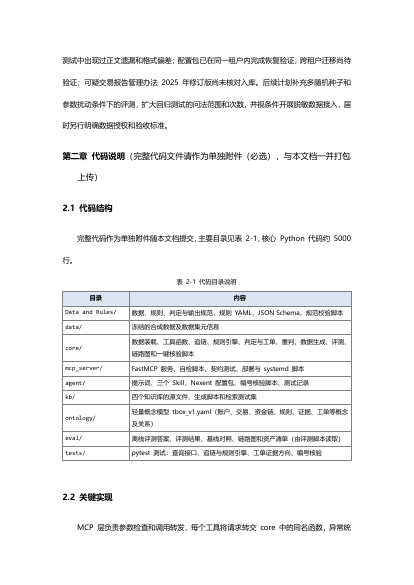 测试中出现过正文遗漏和格式偏差；配置包已在同一租户内完成恢复验证，跨租户迁移尚待
验证；可疑交易报告管理办法 2025 年修订版尚未核对入库。后续计划补充多随机种子和
参数扰动条件下的评测，扩大回归测试的问法范围和次数，并视条件开展脱敏数据接入，届
时另行明确数据授权和验收标准。
第二章 代码说明（完整代码文件请作为单独附件（必选），与本文档一并打包
上传）
2.1 代码结构
完整代码作为单独附件随本文档提交，主要目录见表 2-1，核心 Python 代码约 5000
行。
表 2-1 代码目录说明
目录 内容
Data and Rules/ 数据、规则、判定与输出规范，规则 YAML，JSON Schema，规范校验脚本
data/ 冻结的合成数据及数据集元信息
core/ 数据装载、工具函数、追链、规则引擎、判定与工单、重判；数据生成、评测、
链路图和一键核验脚本
mcp_server/ FastMCP 服务、自检脚本、契约测试、部署与 systemd 脚本
agent/ 提示词、三个 Skill、Nexent 配置包、编号核验脚本、测试记录
kb/ 四个知识库的源文件、生成脚本和检索测试集
ontology/ 轻量概念模型 tbox_v1.yaml（账户、交易、资金链、规则、证据、工单等概念
及关系）
eval/ 离线评测答案、评测结果、基线对照、链路图和资产清单（由评测脚本读取）
tests/ pytest 测试：查询接口、追链与规则引擎、工单证据方向、编号核验
2.2 关键实现
MCP 层负责参数检查和调用转发，每个工具将请求转交 core 中的同名函数，异常统